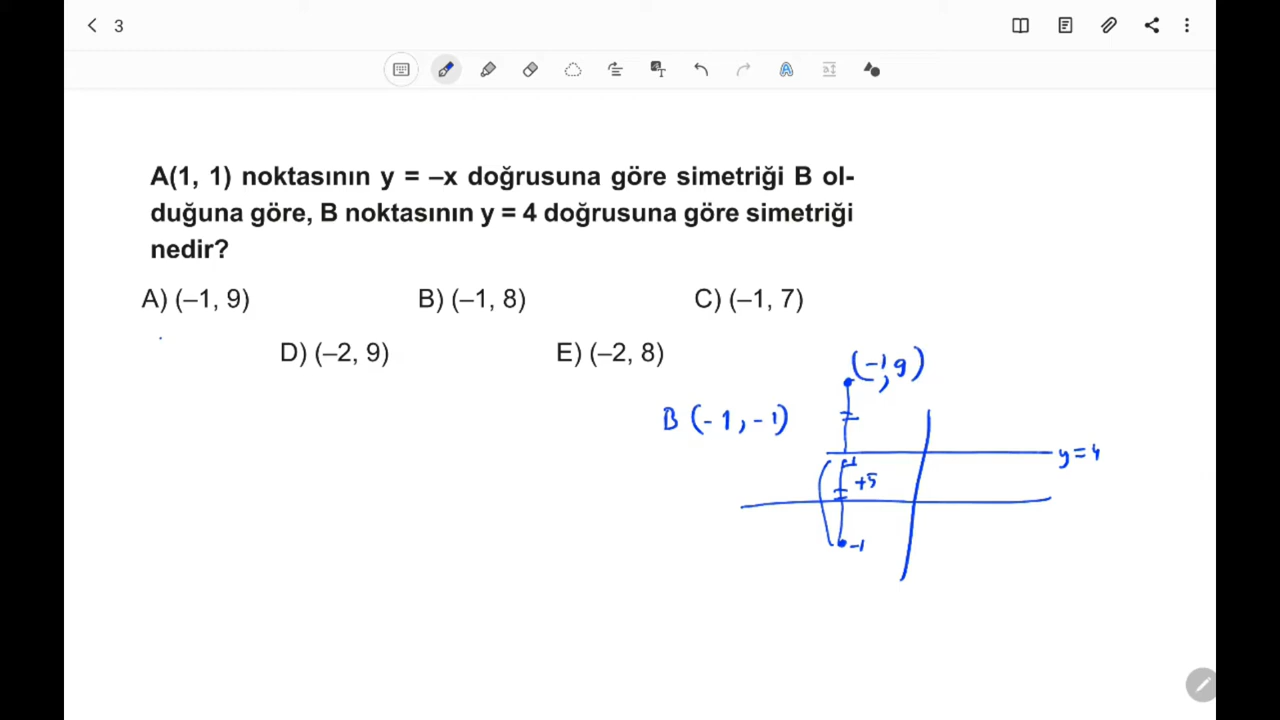 3
A(1, 1) noktasının y = –x doğrusuna göre simetriği B ol-
duğuna göre, B noktasının y = 4 doğrusuna göre simetriği
nedir?
A) (–1, 9) B) (–1, 8) C) (–1, 7)
D) (–2, 9) E) (–2, 8)
(-1, 9)
B (-1, -1)
y = 4
+5
-1